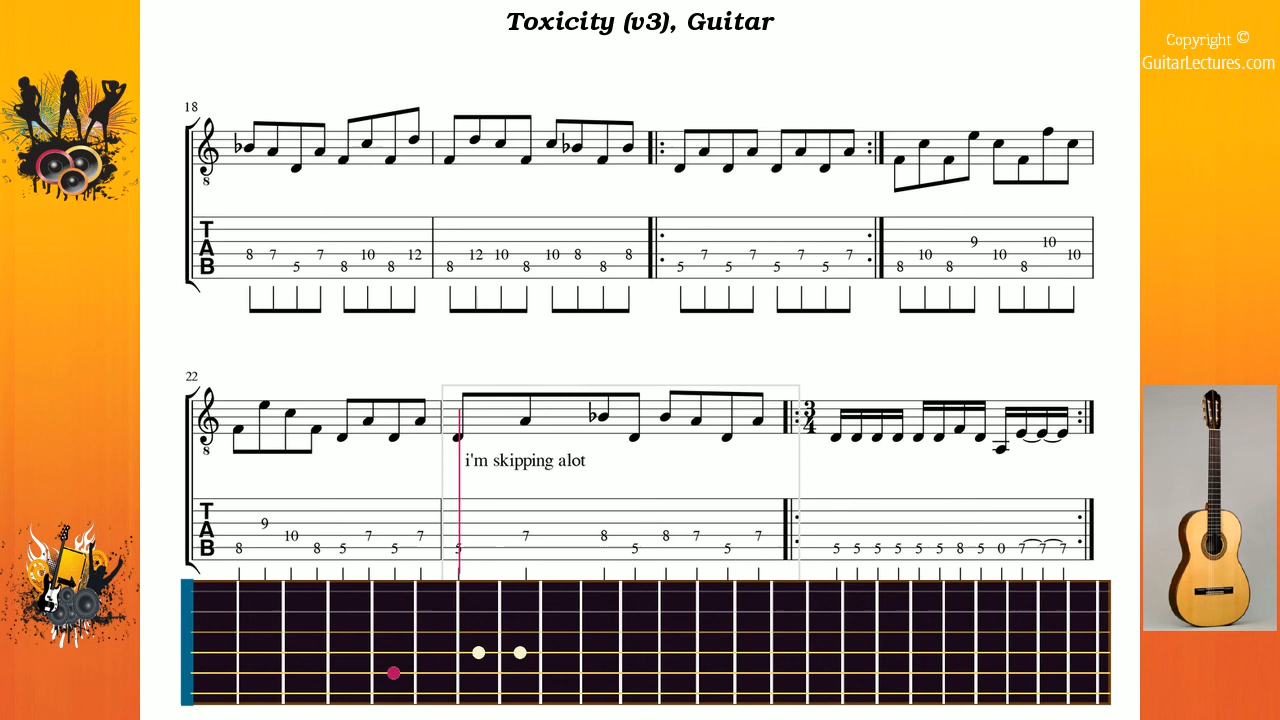 Toxicity (v3), Guitar
Copyright ©
GuitarLectures.com
18
8
T
A
B
8 7 5 7 8 10 8 12 8 12 10 8 10 8 8 8 5 7 5 7 5 7 5 7 8 10 8 9 10 8 10 10
22
3
4
8
i'm skipping alot
T
A
B
8 9 10 8 5 7 5 7 5 7 8 5 8 7 5 7 5 5 5 5 5 5 8 5 0 7 7 7